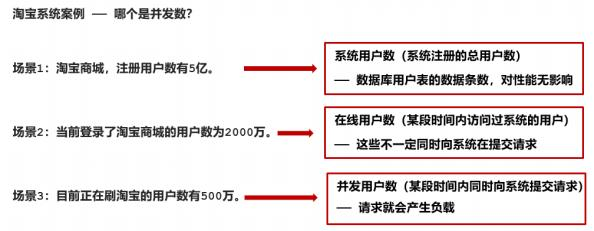 淘宝系统案例 —— 哪个是并发数？
场景1：淘宝商城，注册用户数有5亿。
系统用户数（系统注册的总用户数）
—— 数据库用户表的数据条数，对性能无影响
场景2：当前登录了淘宝商城的用户数为2000万。
在线用户数（某段时间内访问过系统的用户）
—— 这些不一定同时向系统在提交请求
场景3：目前正在刷淘宝的用户数有500万。
并发用户数（某段时间内同时向系统提交请求）
—— 请求就会产生负载